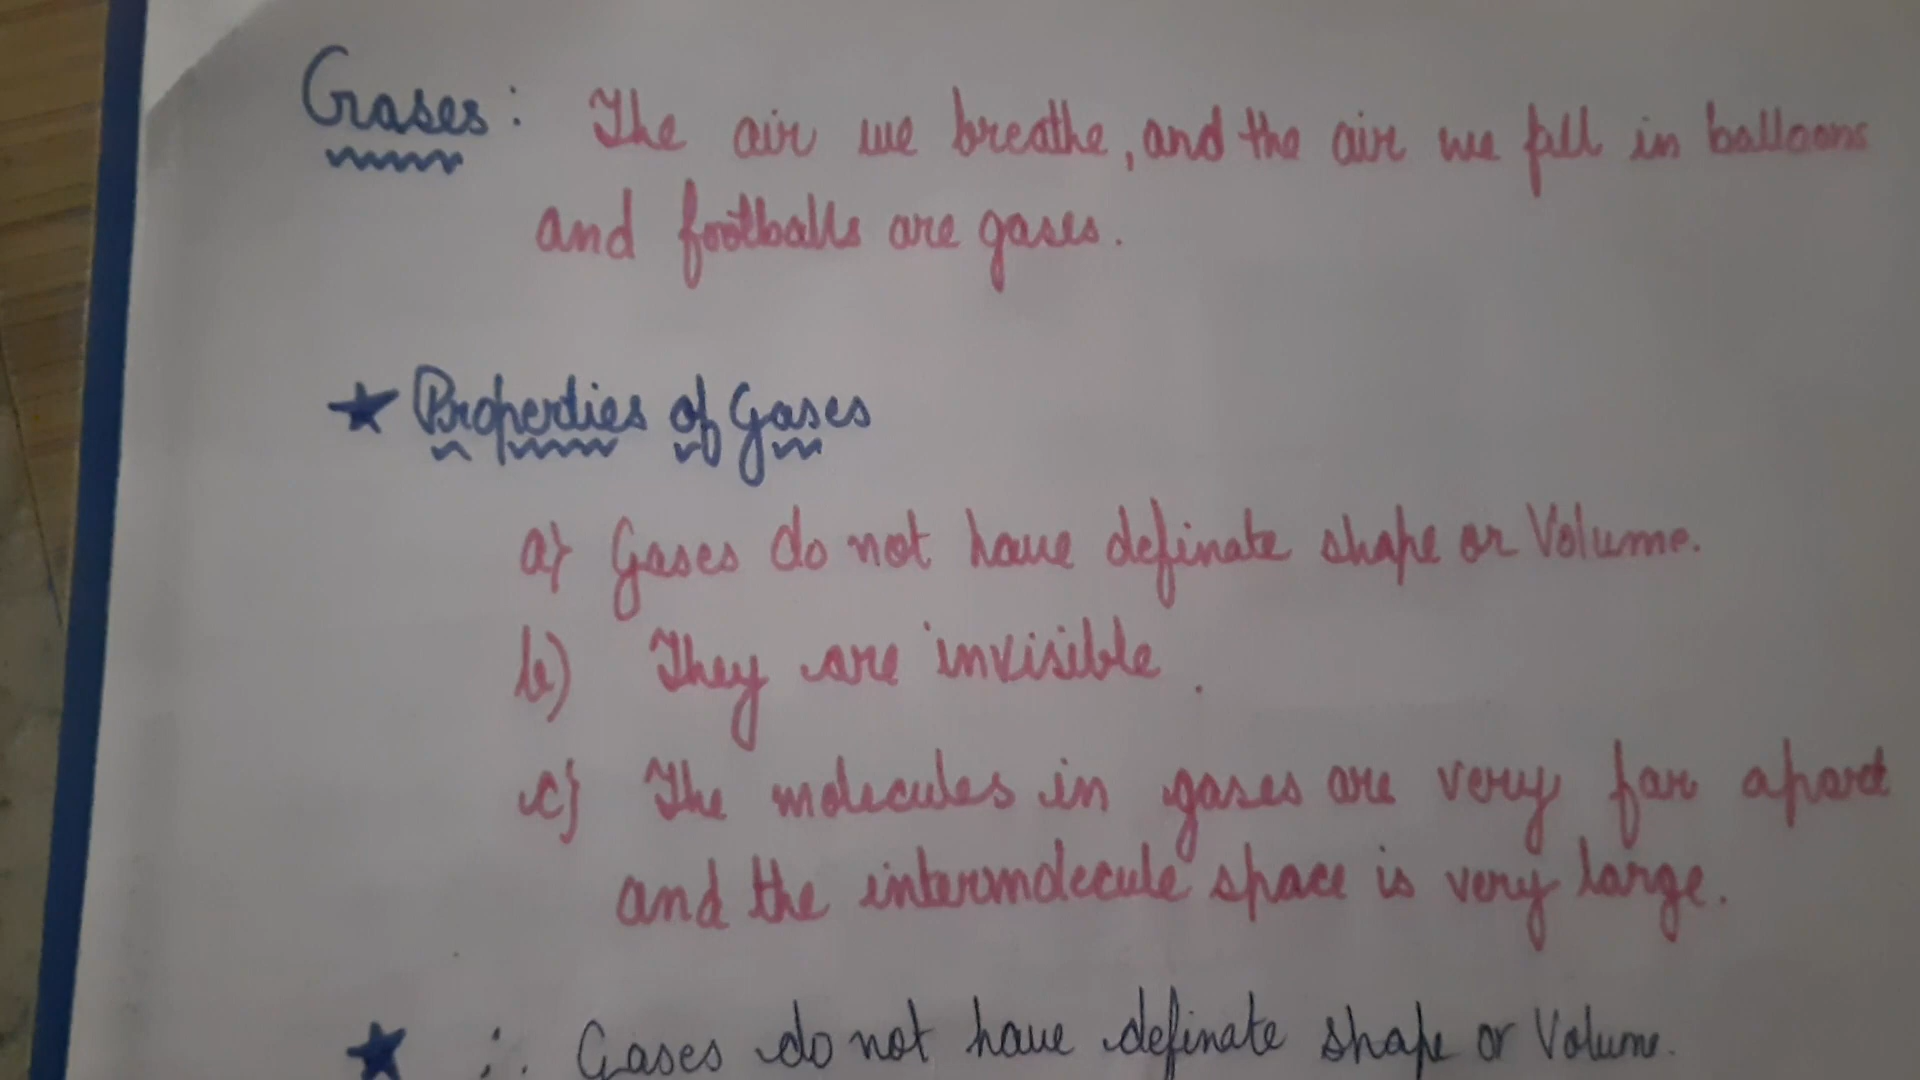 Gases: The air we breathe, and the air we fill in balloons
and footballs are gases.
★ Properties of Gases
a) Gases do not have definate shape or Volume.
b) They are invisible.
c) The molecules in gases are very far apart
and the intermolecule space is very large.
★ ∴ Gases do not have definate shape or Volume.